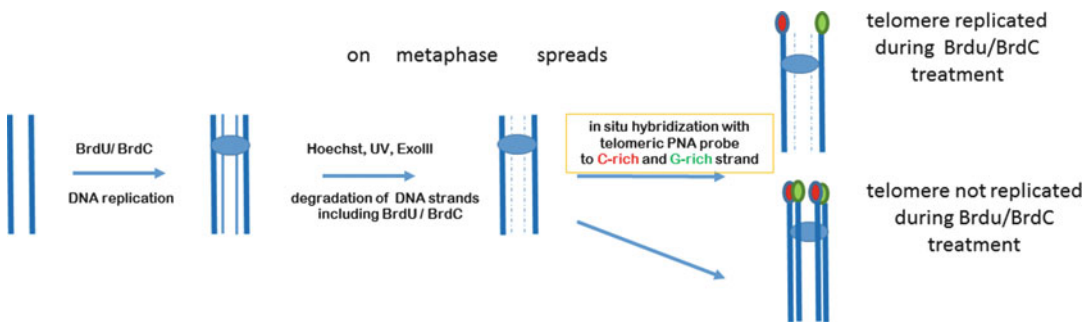 on metaphase spreads
BrdU/ BrdC
DNA replication
Hoechst, UV, ExoIII
degradation of DNA strands
including BrdU / BrdC
in situ hybridization with
telomeric PNA probe
to C-rich and G-rich strand
telomere replicated
during Brdu/BrdC
treatment
telomere not replicated
during Brdu/BrdC
treatment